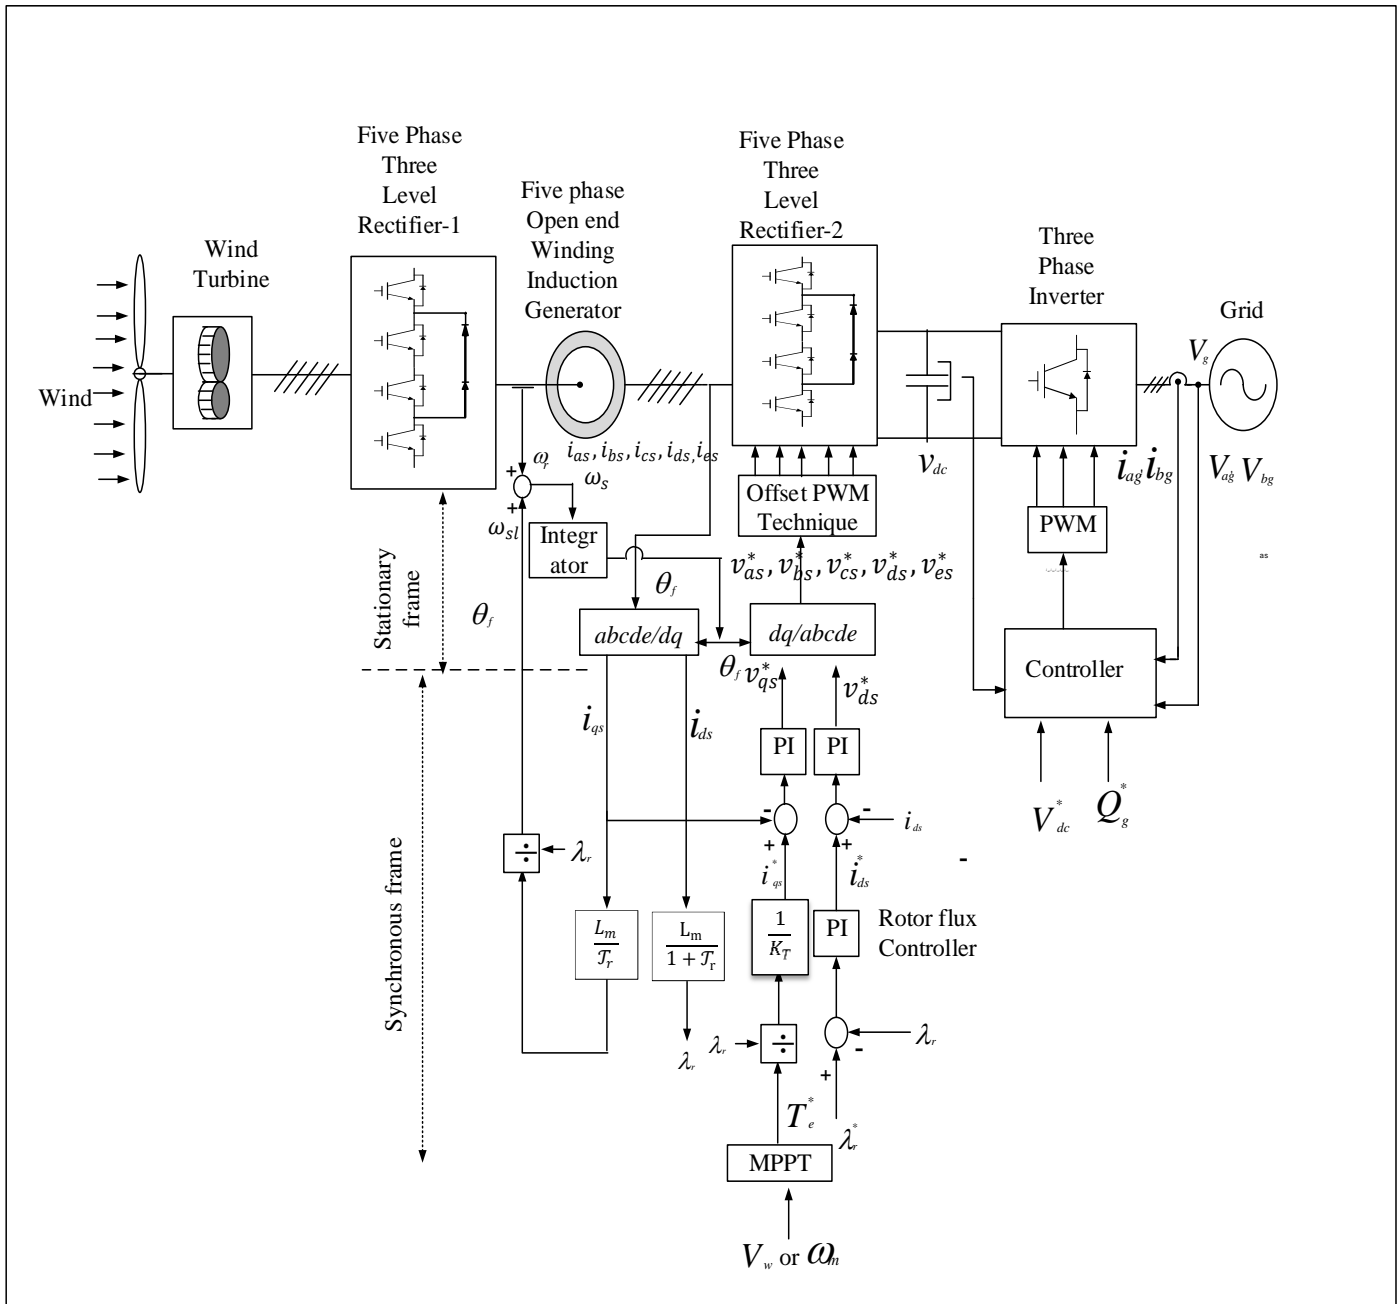 Five Phase
Three
Level
Rectifier-1
Five phase
Open end
Winding
Induction
Generator
Five Phase
Three
Level
Rectifier-2
Three
Phase
Inverter
Wind
Turbine
Grid
V_g
Wind
ω_r
i_as, i_bs, i_cs, i_ds, i_es
ω_s
v_dc
i_ag, i_bg
V_ag, V_bg
+
+
ω_sl
Integr
ator
Offset PWM
Technique
PWM
as
v*_as, v*_bs, v*_cs, v*_ds, v*_es
Stationary
frame
θ_f
θ_f
abcde/dq
dq/abcde
θ_f
v*_qs
v*_ds
Controller
i_qs
i_ds
PI
PI
V*_dc
Q*_g
-
-
i_ds
+
+
÷
λ_r
i*_qs
i*_ds
-
Synchronous frame
L_m
𝒯_r
L_m
1 + 𝒯_r
1
K_T
PI
Rotor flux
Controller
λ_r
λ_r
÷
λ_r
-
+
T*_e
λ*_r
MPPT
V_w or ω_m